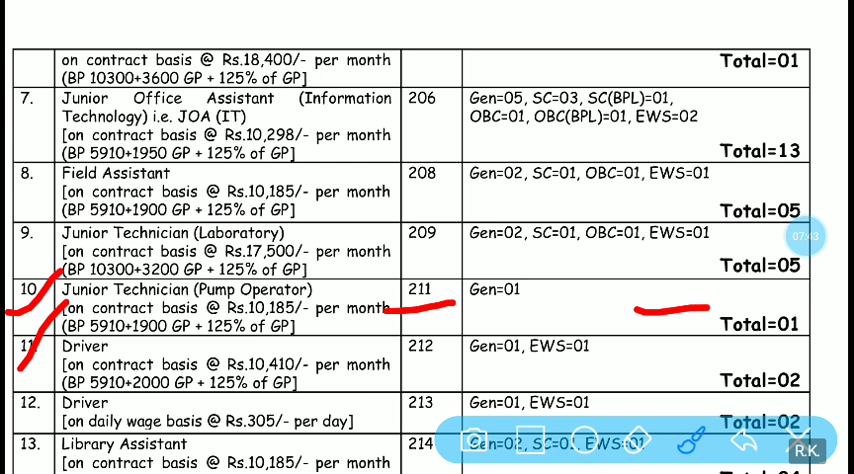 on contract basis @ Rs.18,400/- per month
(BP 10300+3600 GP + 125% of GP]
Total=01
7. Junior Office Assistant (Information 206 Gen=05, SC=03, SC(BPL)=01,
Technology) i.e. JOA (IT) OBC=01, OBC(BPL)=01, EWS=02
[on contract basis @ Rs.10,298/- per month
(BP 5910+1950 GP + 125% of GP] Total=13
8. Field Assistant 208 Gen=02, SC=01, OBC=01, EWS=01
[on contract basis @ Rs.10,185/- per month
(BP 5910+1900 GP + 125% of GP] Total=05
9. Junior Technician (Laboratory) 209 Gen=02, SC=01, OBC=01, EWS=01
[on contract basis @ Rs.17,500/- per month
(BP 10300+3200 GP + 125% of GP] Total=05
07:43
10. Junior Technician (Pump Operator) 211 Gen=01
[on contract basis @ Rs.10,185/- per month
(BP 5910+1900 GP + 125% of GP] Total=01
11. Driver 212 Gen=01, EWS=01
[on contract basis @ Rs.10,410/- per month
(BP 5910+2000 GP + 125% of GP] Total=02
12. Driver 213 Gen=01, EWS=01
[on daily wage basis @ Rs.305/- per day] Total=02
13. Library Assistant 214 Gen=02, SC=01, EWS=01
[on contract basis @ Rs.10,185/- per month
R.K.